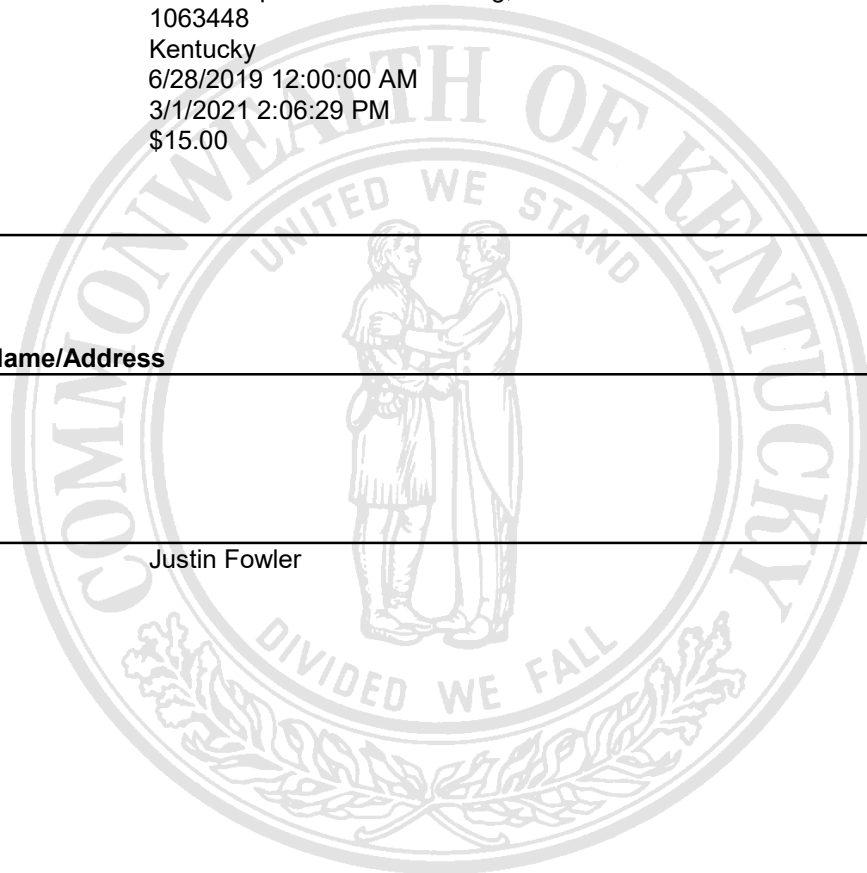 1063448
Kentucky
6/28/2019 12:00:00 AM
3/1/2021 2:06:29 PM
$15.00
COMMONWEALTH OF KENTUCKY
UNITED WE STAND
Name/Address
Justin Fowler
DIVIDED WE FALL